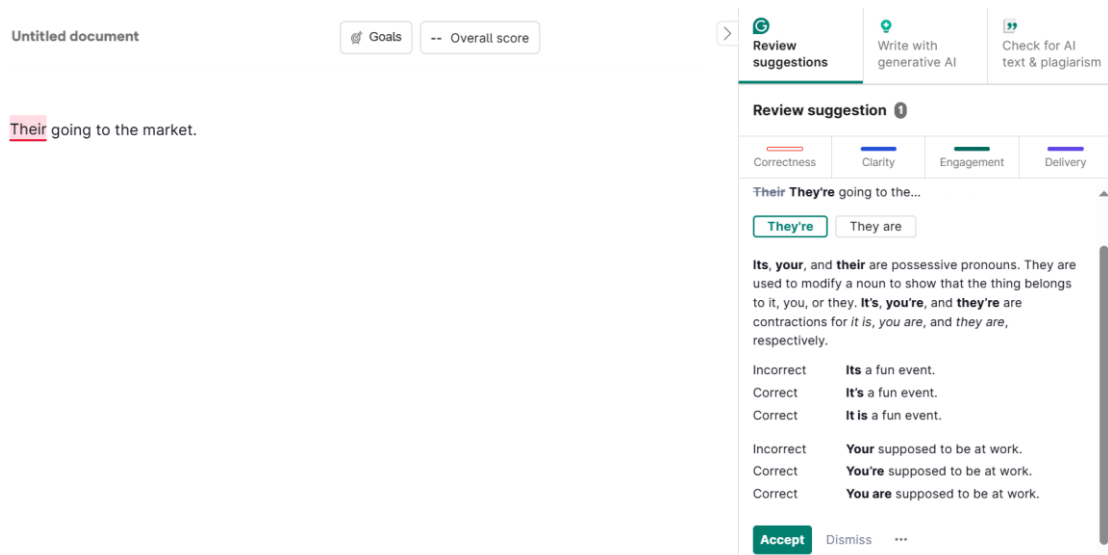 Untitled document
Goals
-- Overall score
Review suggestions
Write with generative AI
Check for AI text & plagiarism
Their going to the market.
Review suggestion 1
Correctness
Clarity
Engagement
Delivery
Their They're going to the...
They're
They are
Its, your, and their are possessive pronouns. They are
used to modify a noun to show that the thing belongs
to it, you, or they. It's, you're, and they're are
contractions for it is, you are, and they are,
respectively.
Incorrect Its a fun event.
Correct It's a fun event.
Correct It is a fun event.
Incorrect Your supposed to be at work.
Correct You're supposed to be at work.
Correct You are supposed to be at work.
Accept
Dismiss
...